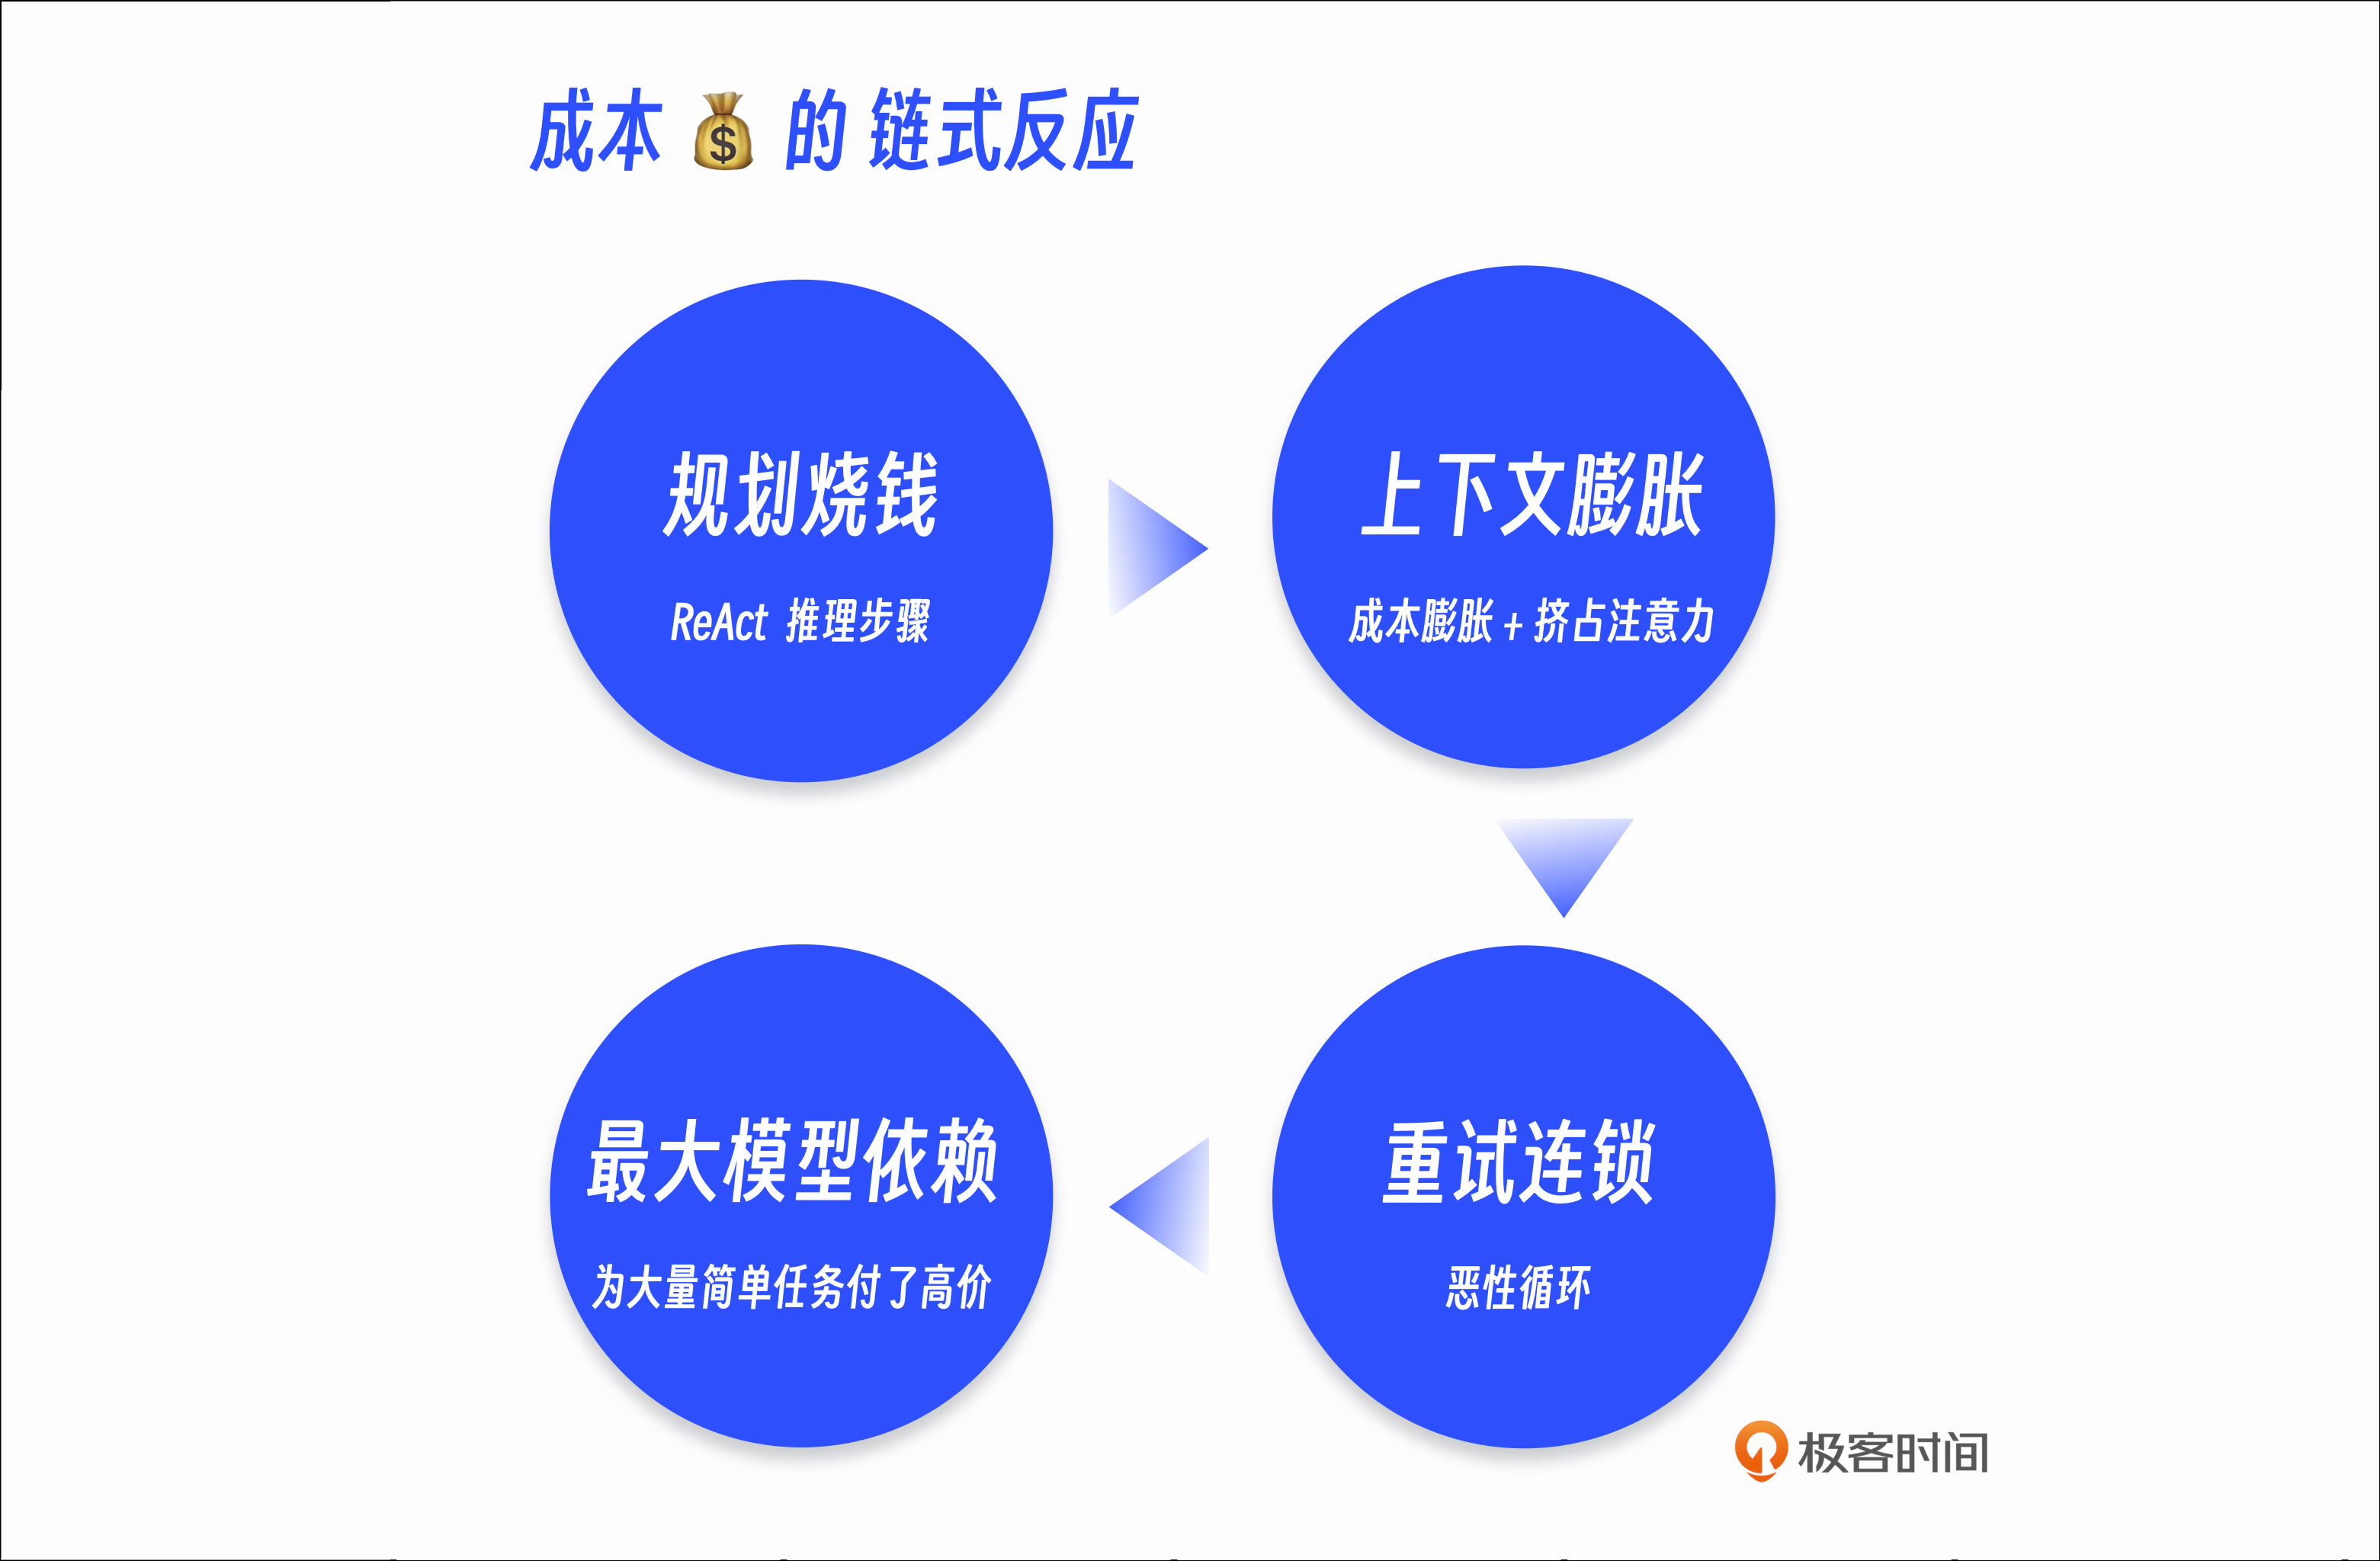 成本 💰 的 链式反应
规划烧钱
ReAct 推理步骤
上下文膨胀
成本膨胀 + 挤占注意力
重试连锁
恶性循环
最大模型依赖
为大量简单任务付了高价
极客时间